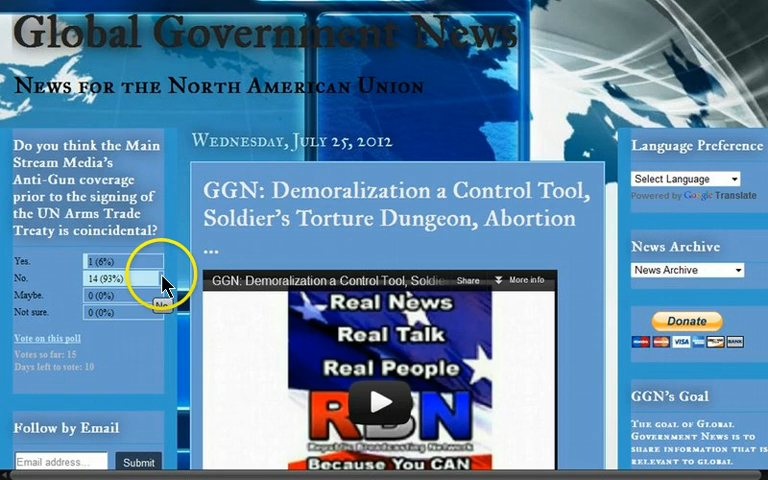 Global Government News
News for the North American Union
Do you think the Main
Stream Media's
Anti-Gun coverage
prior to the signing of
the UN Arms Trade
Treaty is coincidental?
Yes. 1 (6%)
No. 14 (93%)
No
Maybe. 0 (0%)
Not sure. 0 (0%)
Vote on this poll
Votes so far: 15
Days left to vote: 10
Follow by Email
Email address...
Submit
Wednesday, July 25, 2012
GGN: Demoralization a Control Tool,
Soldier's Torture Dungeon, Abortion
...
GGN: Demoralization a Control Tool, Soldie
Share
More info
Real News
Real Talk
Real People
RBN
Republic Broadcasting Network
Because You CAN
Language Preference
Select Language
Powered by Google Translate
News Archive
News Archive
Donate
VISA
BANK
GGN's Goal
The goal of Global
Government News is to
share information that is
relevant to global